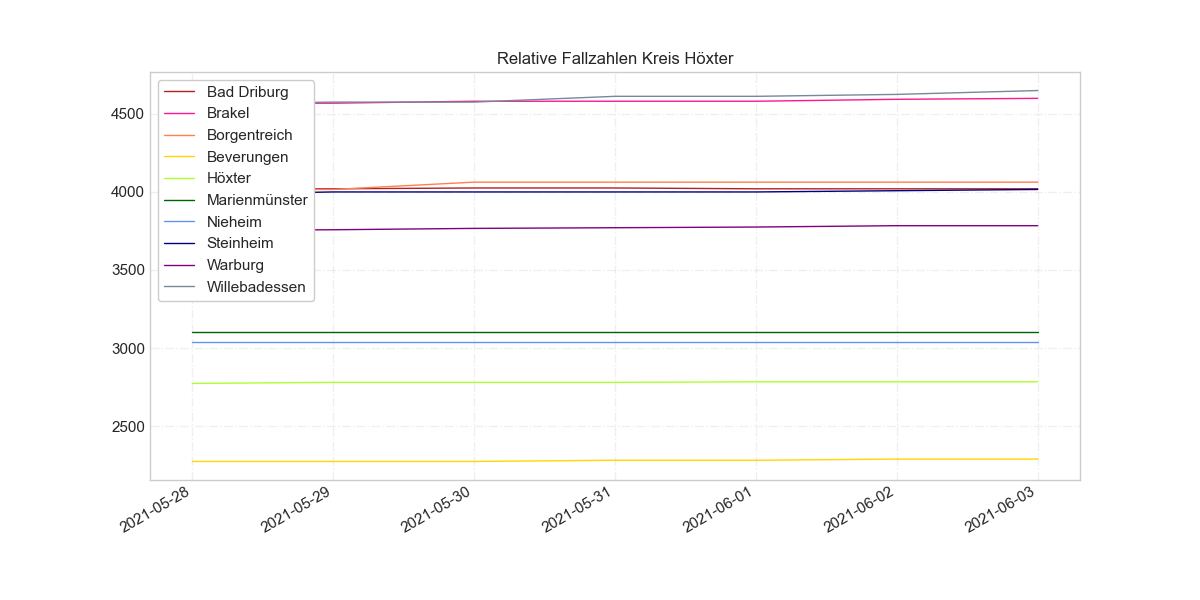 Relative Fallzahlen Kreis Höxter
Bad Driburg
Brakel
Borgentreich
Beverungen
Höxter
Marienmünster
Nieheim
Steinheim
Warburg
Willebadessen
4500
4000
3500
3000
2500
2021-05-28
2021-05-29
2021-05-30
2021-05-31
2021-06-01
2021-06-02
2021-06-03